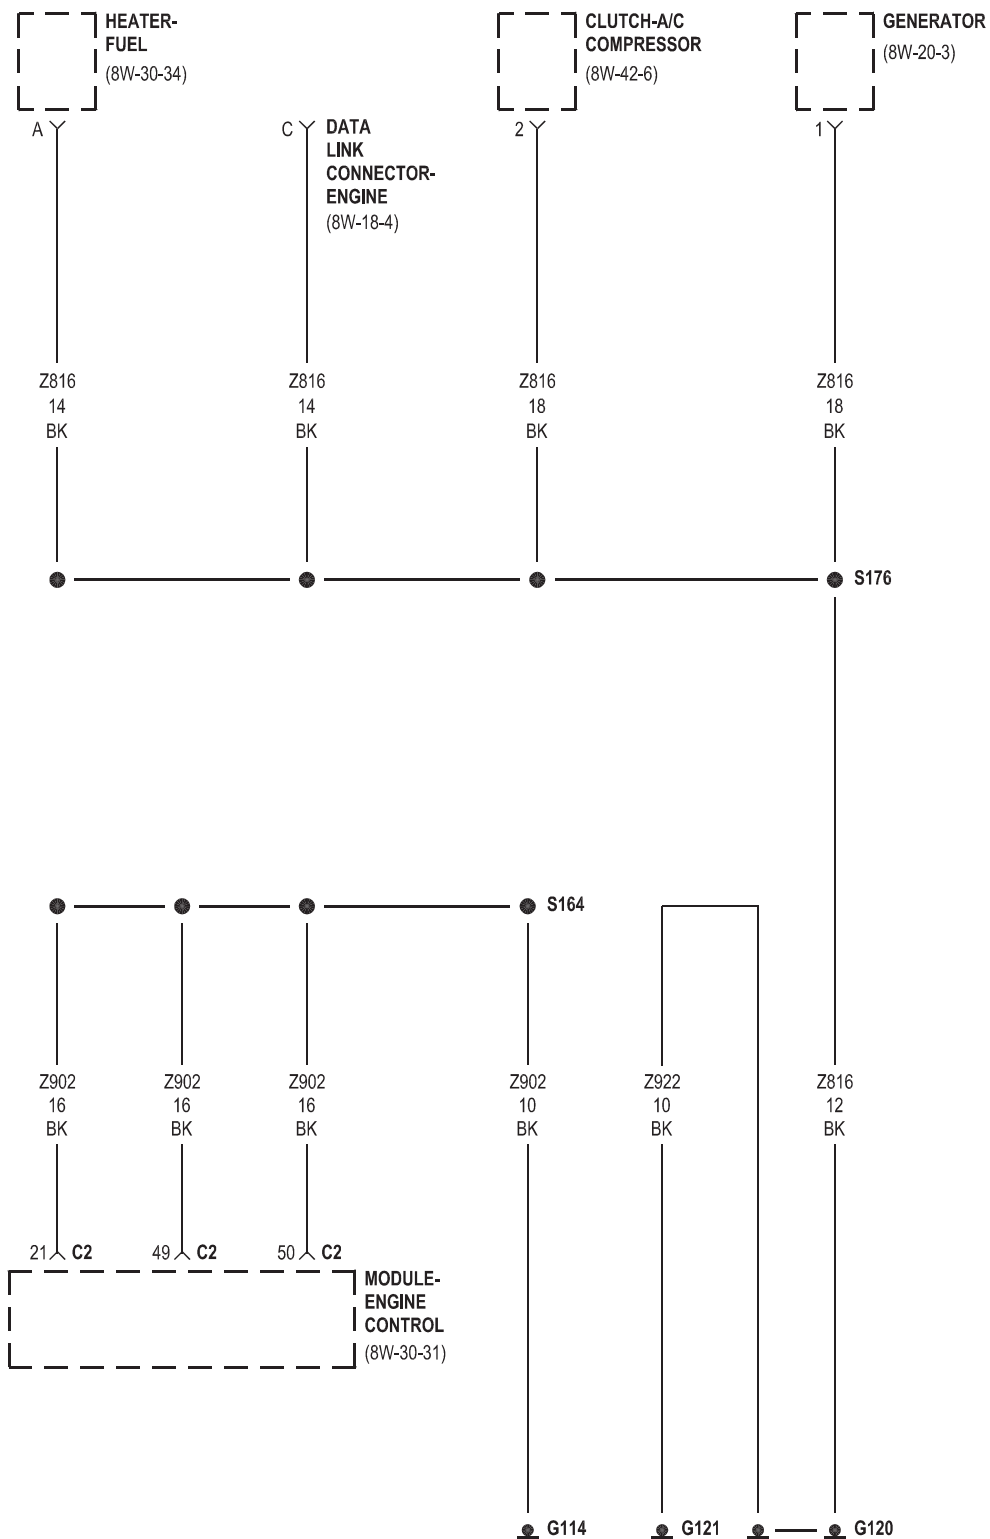 HEATER-
FUEL
(8W-30-34)
CLUTCH-A/C
COMPRESSOR
(8W-42-6)
GENERATOR
(8W-20-3)
A
C
DATA
LINK
CONNECTOR-
ENGINE
(8W-18-4)
2
1
Z816
14
BK
Z816
14
BK
Z816
18
BK
Z816
18
BK
S176
S164
Z902
16
BK
Z902
16
BK
Z902
16
BK
Z902
10
BK
Z922
10
BK
Z816
12
BK
21 C2
49 C2
50 C2
MODULE-
ENGINE
CONTROL
(8W-30-31)
G114
G121
G120